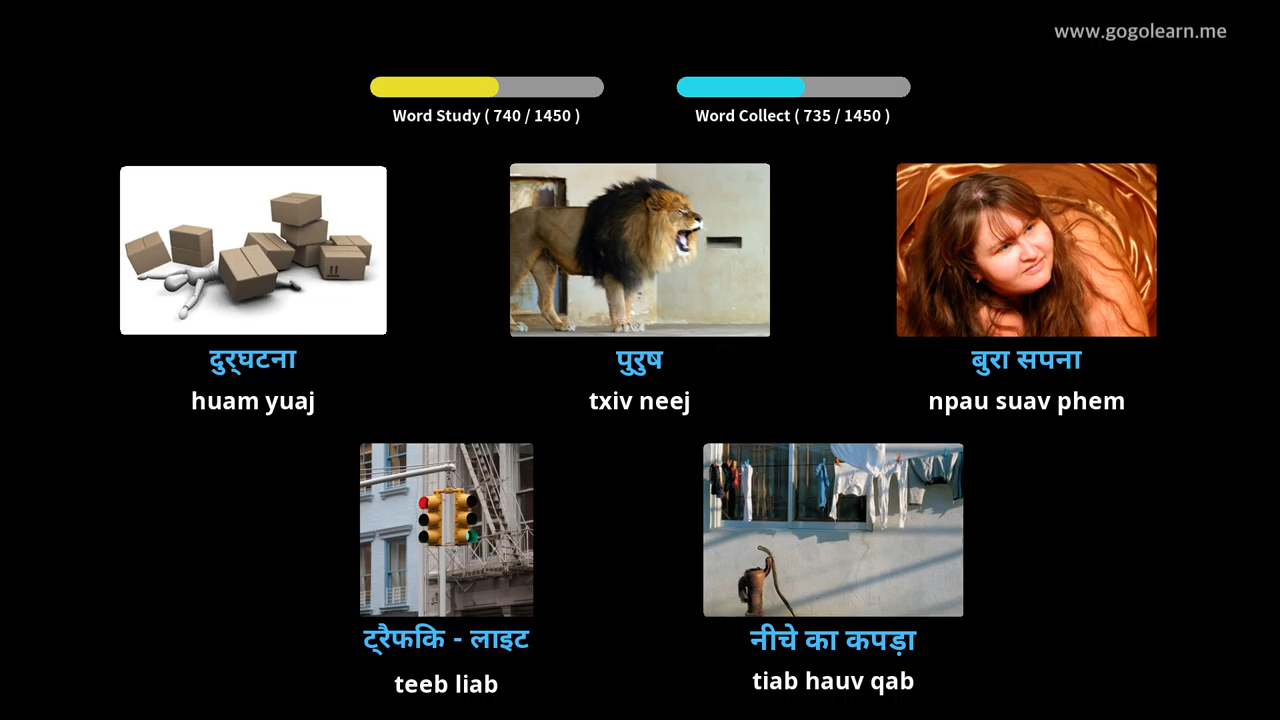 www.gogolearn.me
Word Study ( 740 / 1450 )
Word Collect ( 735 / 1450 )
दुर्घटना
पुरुष
बुरा सपना
huam yuaj
txiv neej
npau suav phem
ट्रैफकि - लाइट
नीचे का कपड़ा
teeb liab
tiab hauv qab